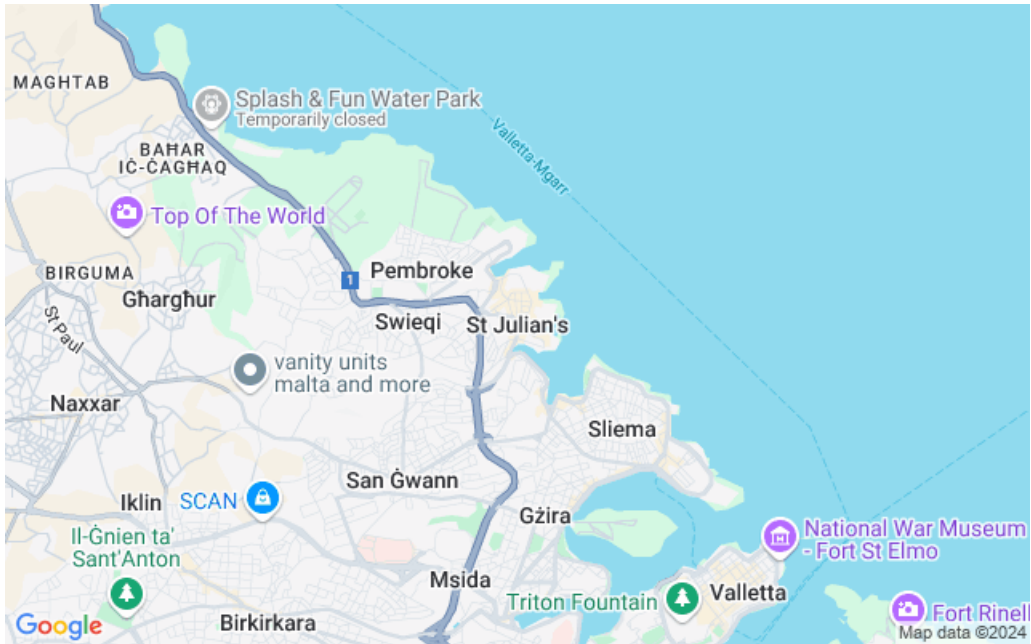 MAGHTAB
Splash & Fun Water Park
Temporarily closed
BAĦAR
IĊ-ĊAGĦAQ
Valletta-Mgarr
Top Of The World
BIRGUMA
Pembroke
1
Għargħur
St Paul
Swieqi
St Julian's
vanity units
malta and more
Naxxar
Sliema
San Ġwann
SCAN
Iklin
Gżira
Il-Ġnien ta'
Sant'Anton
National War Museum
- Fort St Elmo
Msida
Triton Fountain
Valletta
Birkirkara
Fort Rinell
Google
Map data ©2024